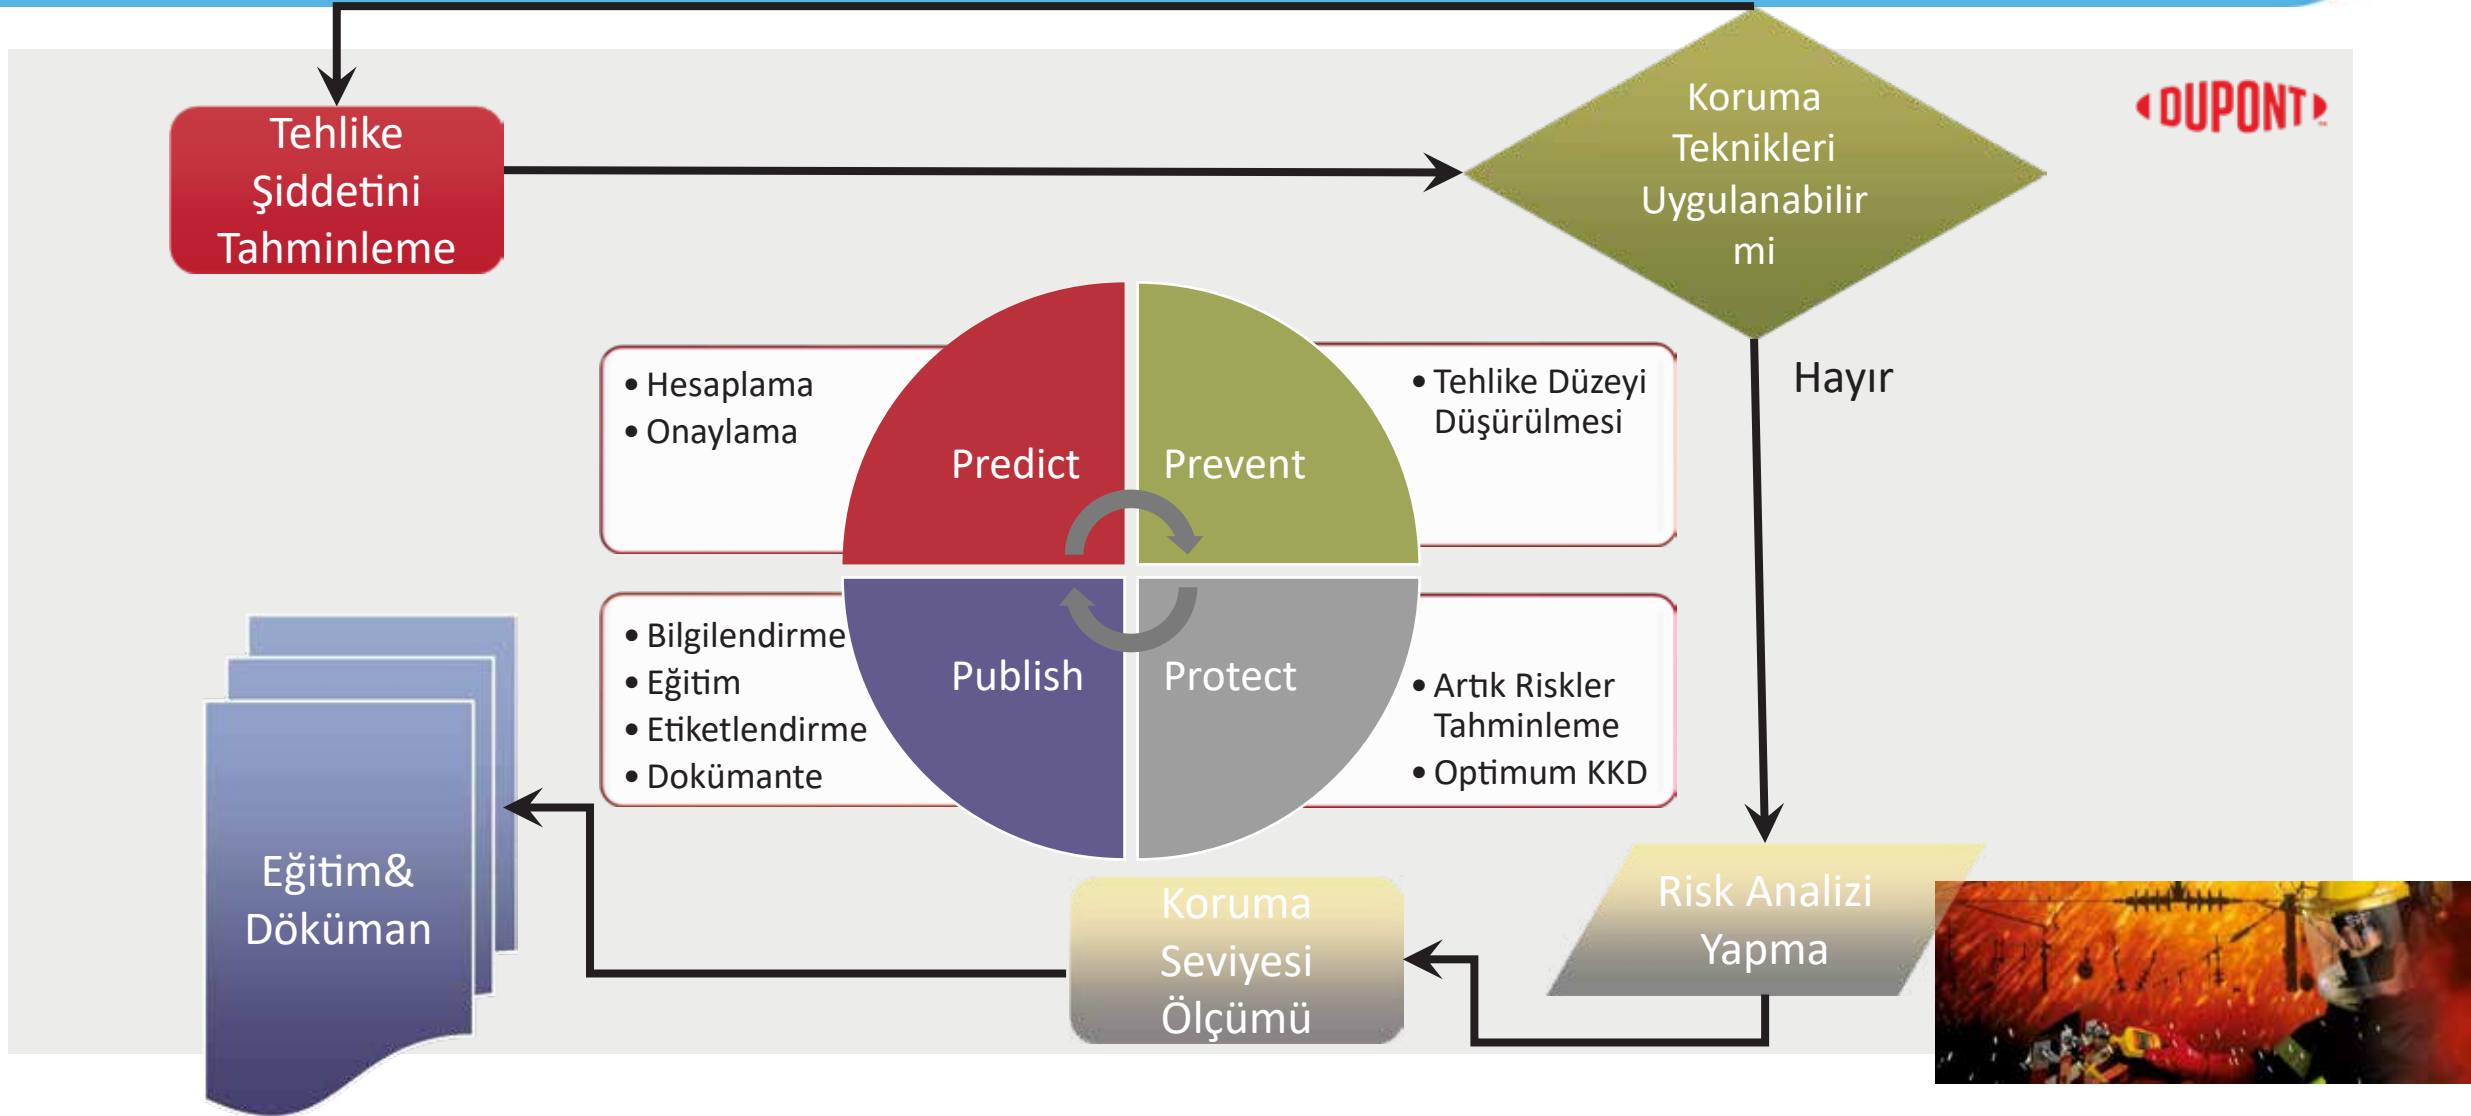 Tehlike
Şiddetini
Tahminleme
Koruma
Teknikleri
Uygulanabilir
mi
DUPONT
Hayır
• Hesaplama
• Onaylama
Predict
Prevent
• Tehlike Düzeyi
Düşürülmesi
• Bilgilendirme
• Eğitim
• Etiketlendirme
• Dokümante
Publish
Protect
• Artık Riskler
Tahminleme
• Optimum KKD
Eğitim&
Döküman
Koruma
Seviyesi
Ölçümü
Risk Analizi
Yapma